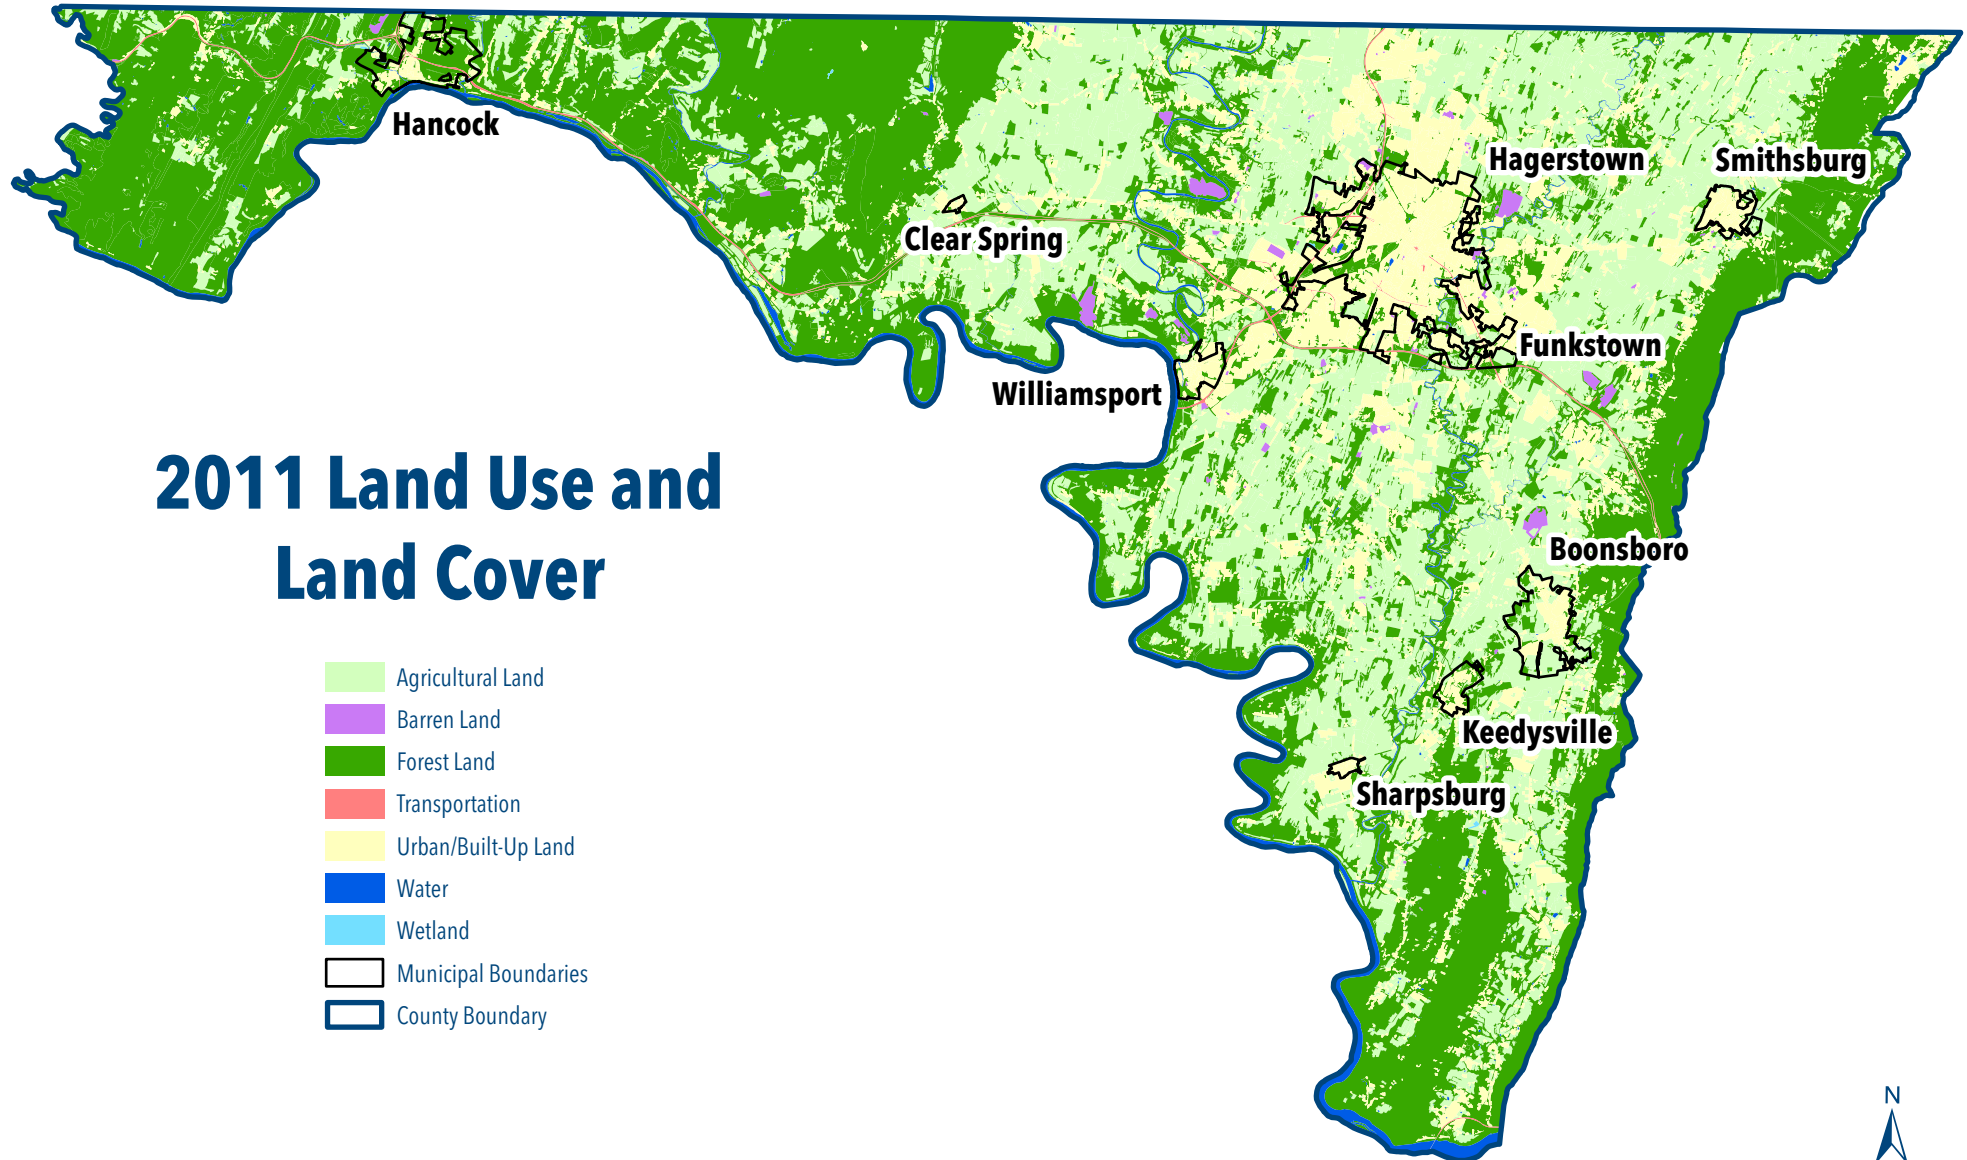 Hancock
Hagerstown
Smithsburg
Clear Spring
Funkstown
Williamsport
2011 Land Use and
Land Cover
Boonsboro
Keedysville
Sharpsburg
Agricultural Land
Barren Land
Forest Land
Transportation
Urban/Built-Up Land
Water
Wetland
Municipal Boundaries
County Boundary
N